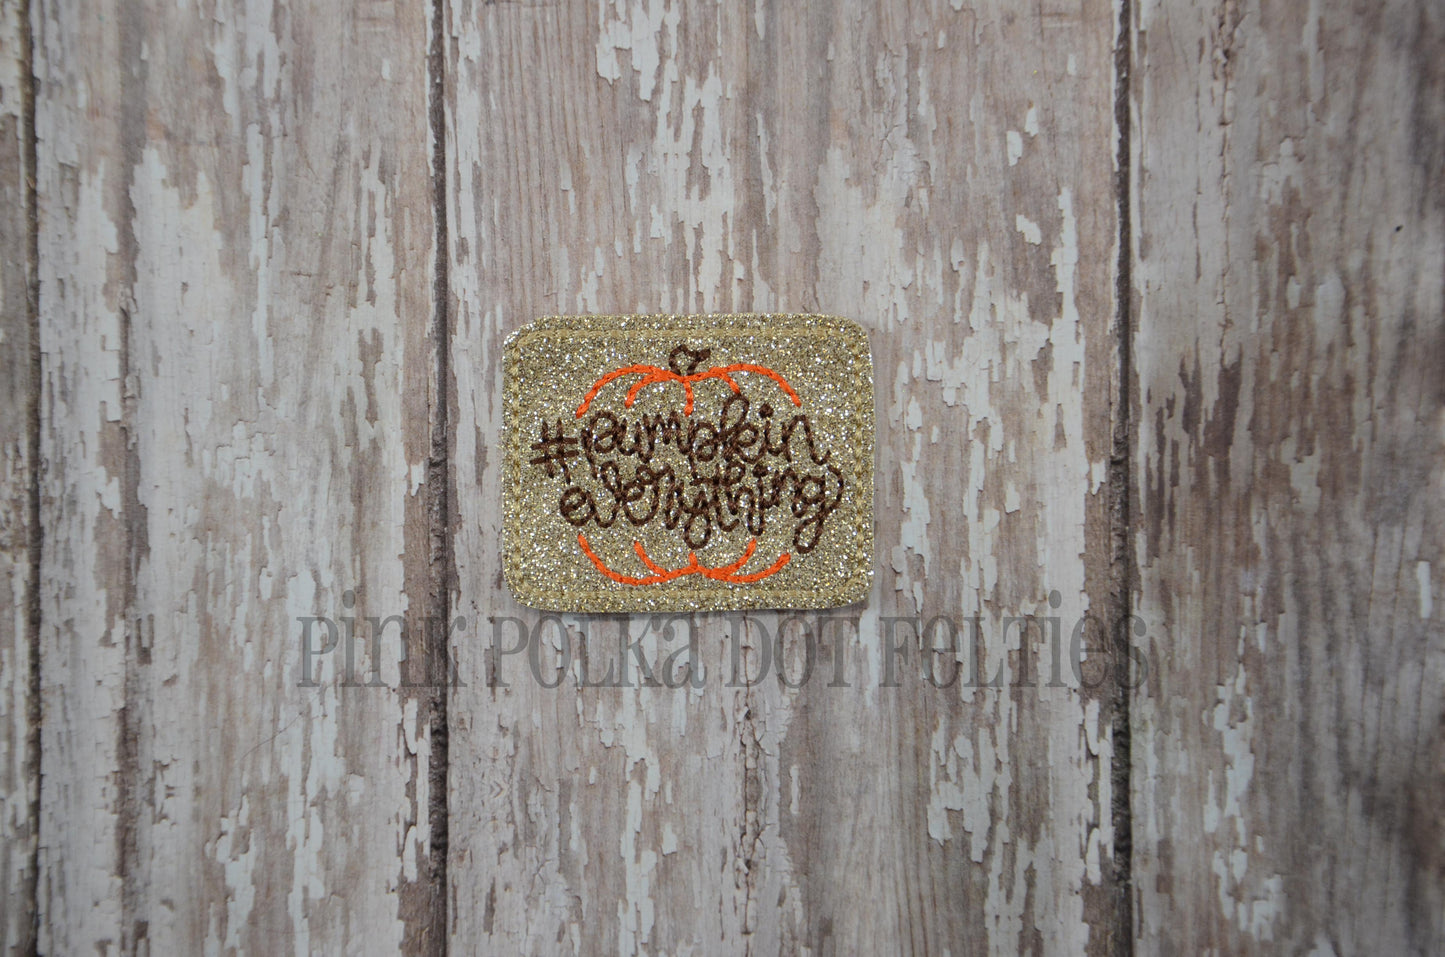 #pumpkin
everything
Pink Polka Dot Felties